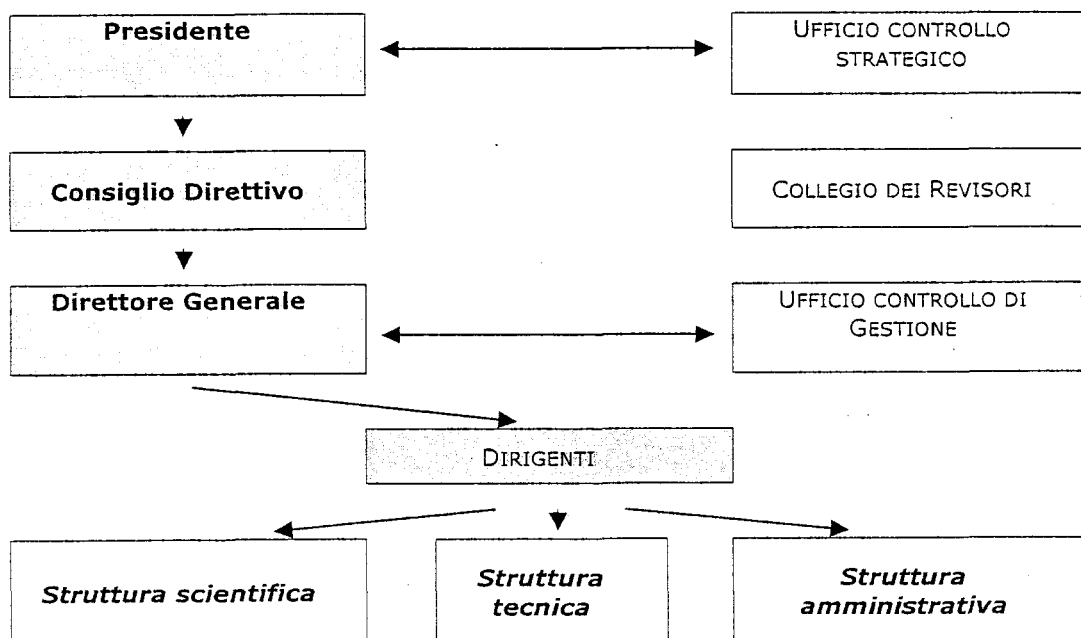 Presidente
UFFICIO CONTROLLO
STRATEGICO
Consiglio Direttivo
COLLEGIO DEI REVISORI
Direttore Generale
UFFICIO CONTROLLO DI
GESTIONE
DIRIGENTI
Struttura scientifica
Struttura
tecnica
Struttura
amministrativa